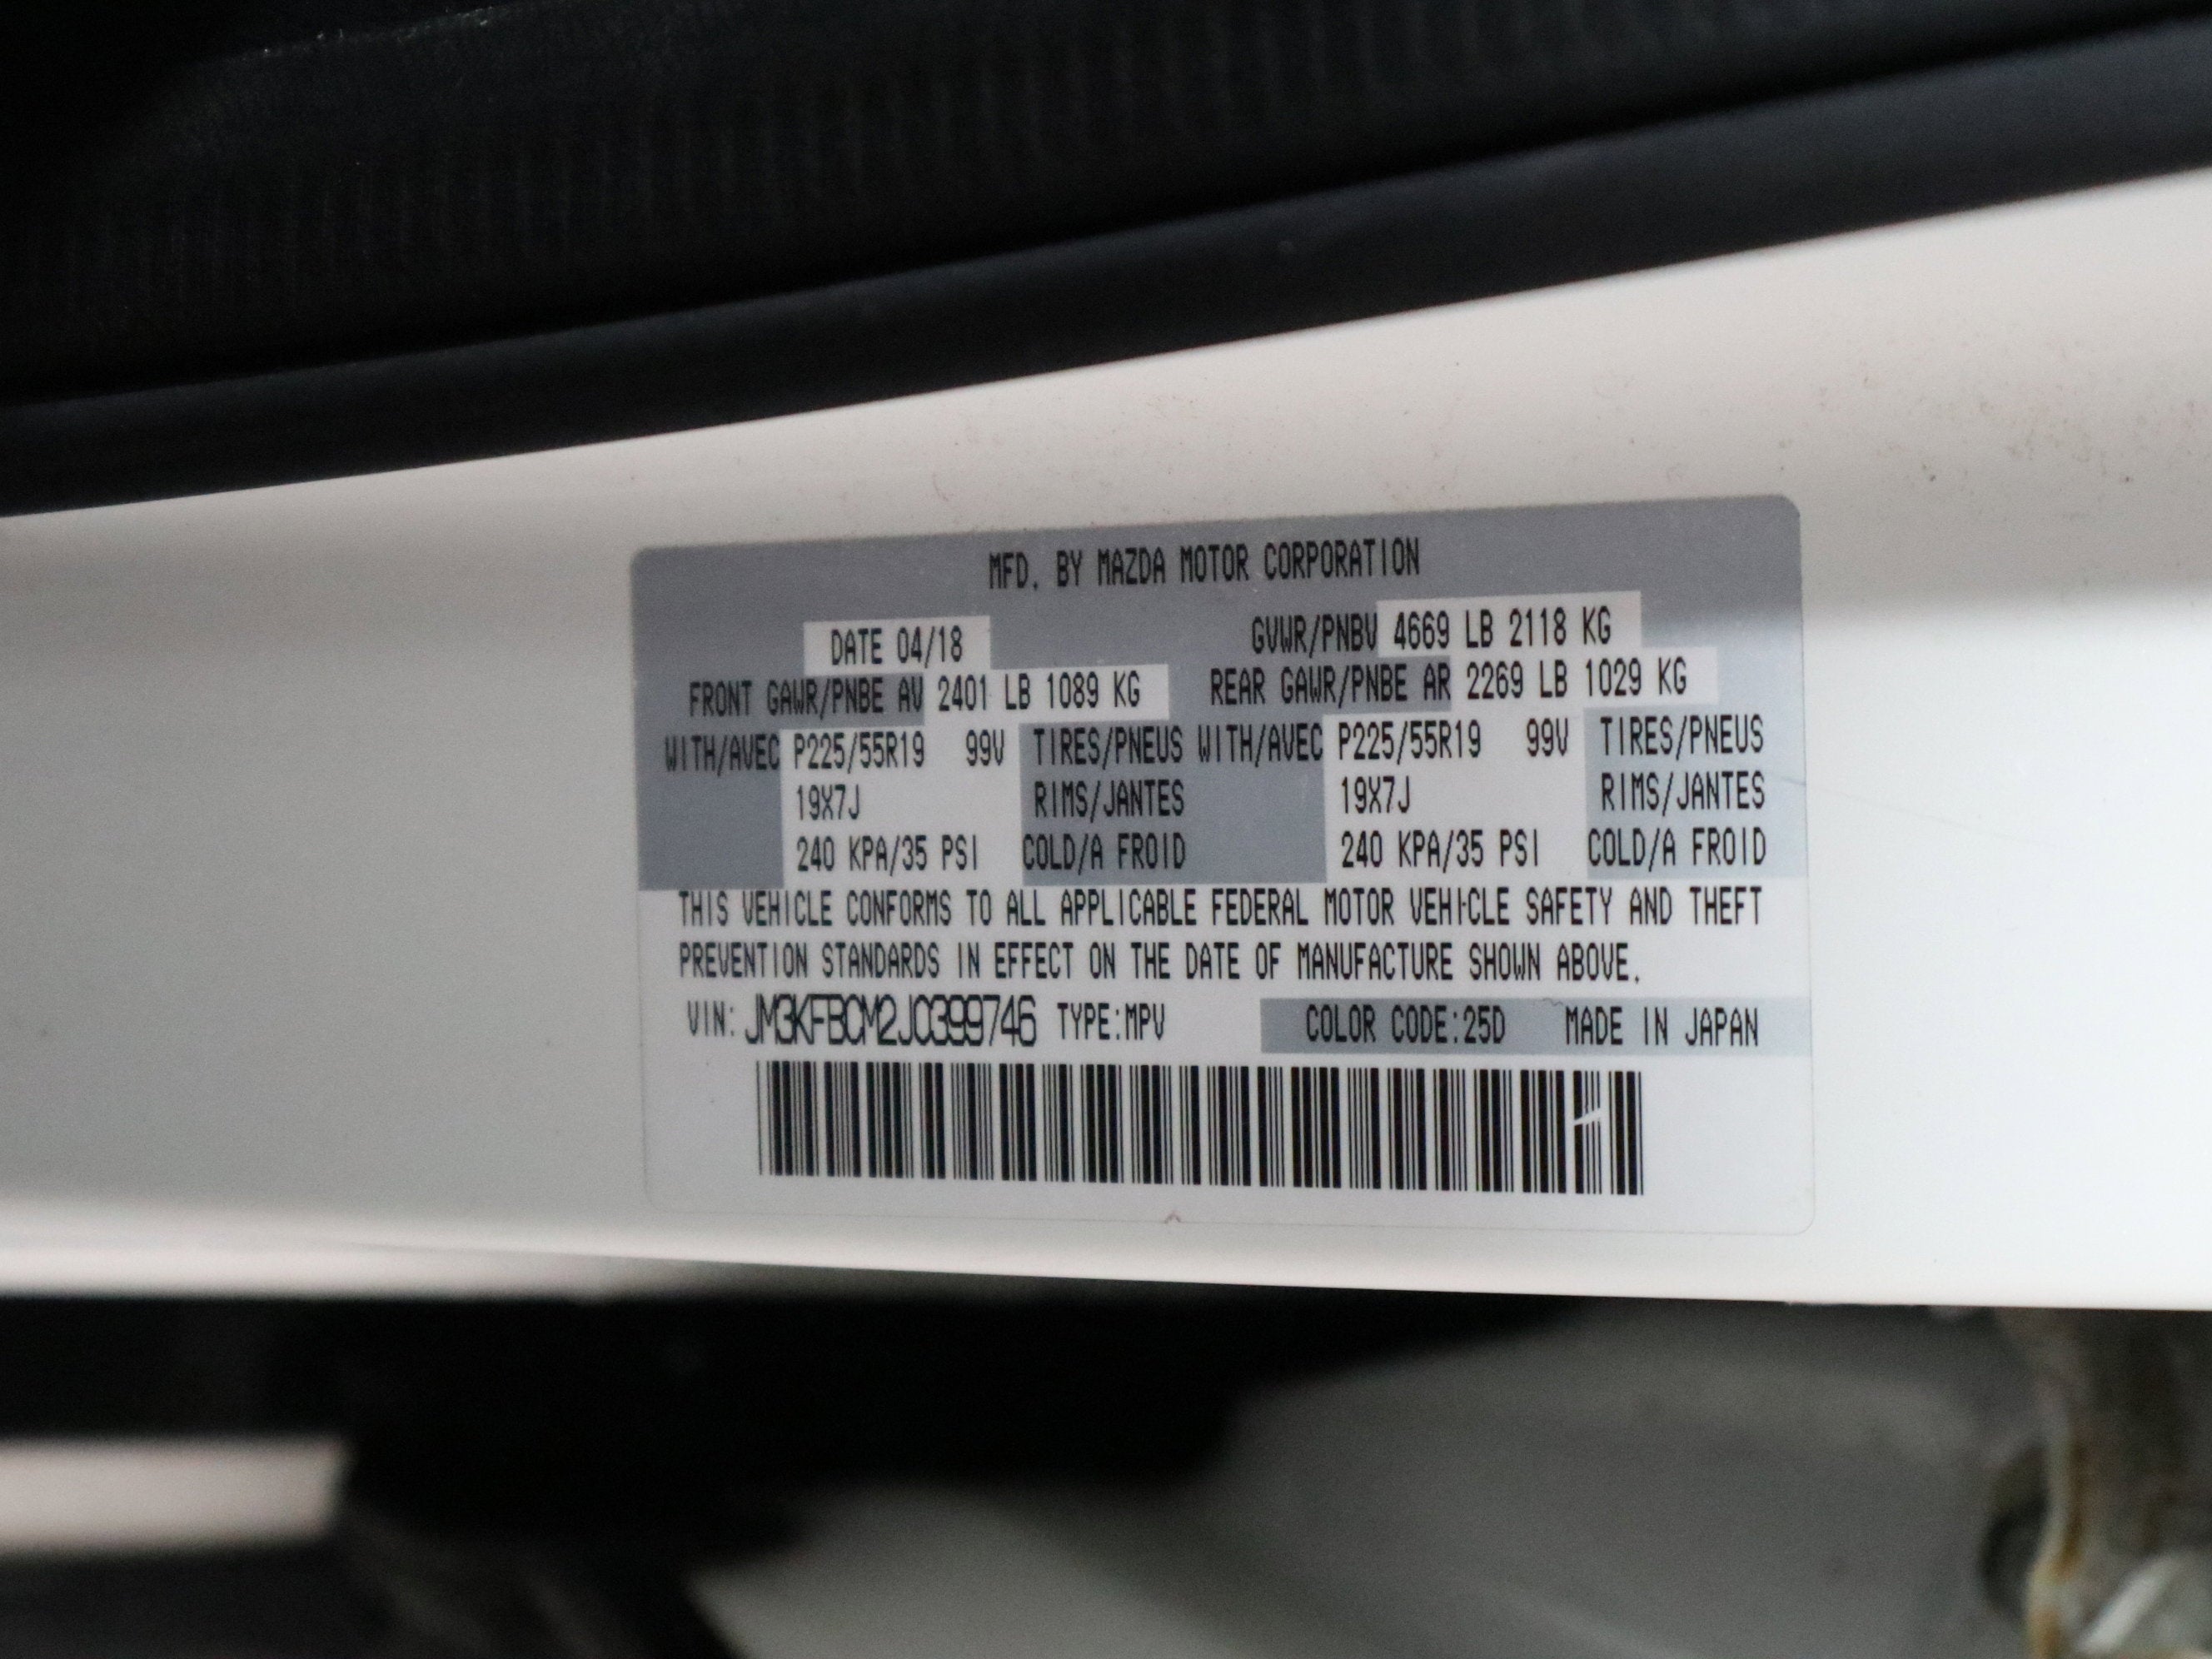 MFD. BY MAZDA MOTOR CORPORATION
DATE 04/18 GVWR/PNBV 4669 LB 2118 KG
FRONT GAWR/PNBE AV 2401 LB 1089 KG REAR GAWR/PNBE AR 2269 LB 1029 KG
WITH/AVEC P225/55R19 99V TIRES/PNEUS WITH/AVEC P225/55R19 99V TIRES/PNEUS
19X7J RIMS/JANTES 19X7J RIMS/JANTES
240 KPA/35 PSI COLD/A FROID 240 KPA/35 PSI COLD/A FROID
THIS VEHICLE CONFORMS TO ALL APPLICABLE FEDERAL MOTOR VEHICLE SAFETY AND THEFT
PREVENTION STANDARDS IN EFFECT ON THE DATE OF MANUFACTURE SHOWN ABOVE.
VIN: JM3KFBCM2J0399746 TYPE:MPV COLOR CODE:25D MADE IN JAPAN